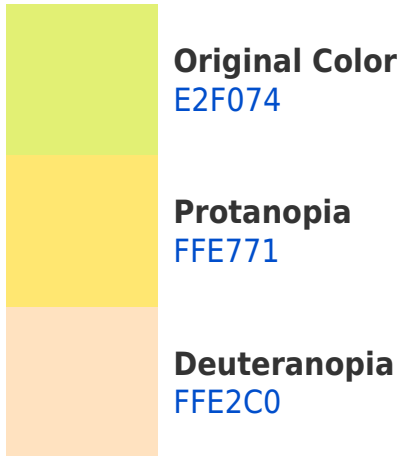 Original Color
E2F074
Protanopia
FFE771
Deuteranopia
FFE2C0